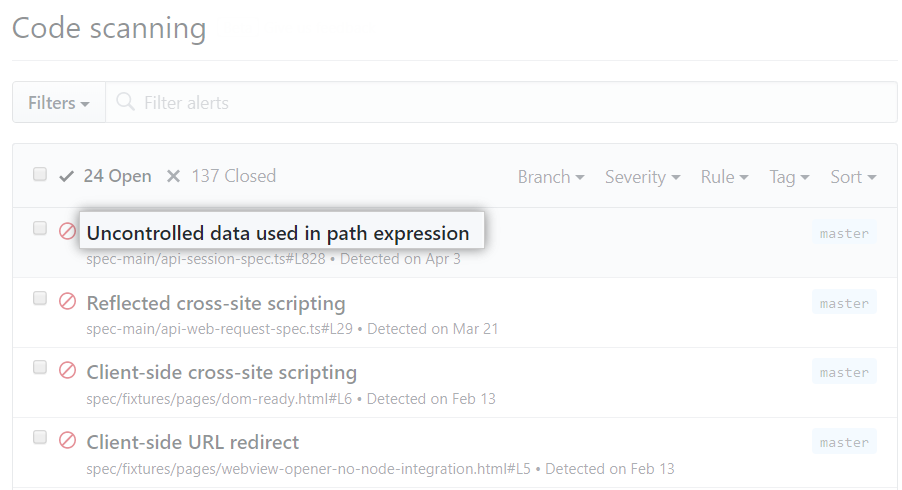 Code scanning
Filters
Filter alerts
24 Open 137 Closed Branch Severity Rule Tag Sort
Uncontrolled data used in path expression master
spec-main/api-session-spec.ts#L828 • Detected on Apr 3
Reflected cross-site scripting master
spec-main/api-web-request-spec.ts#L29 • Detected on Mar 21
Client-side cross-site scripting master
spec/fixtures/pages/dom-ready.html#L6 • Detected on Feb 13
Client-side URL redirect master
spec/fixtures/pages/webview-opener-no-node-integration.html#L5 • Detected on Feb 13